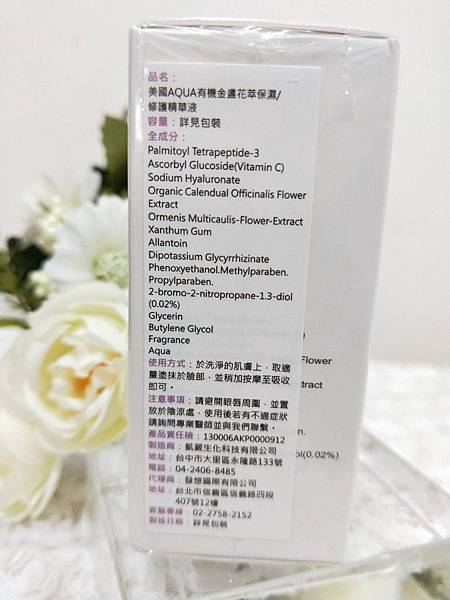 品名：
美國AQUA有機金盞花萃保濕/
修護精華液
容量：詳見包裝
全成分：
Palmitoyl Tetrapeptide-3
Ascorbyl Glucoside(Vitamin C)
Sodium Hyaluronate
Organic Calendual Officinalis Flower
Extract
Ormenis Multicaulis-Flower-Extract
Xanthum Gum
Allantoin
Dipotassium Glycyrrhizinate
Phenoxyethanol.Methylparaben.
Propylparaben.
2-bromo-2-nitropropane-1.3-diol
(0.02%)
Glycerin
Butylene Glycol
Fragrance
Aqua
使用方式：於洗淨的肌膚上，取適
量塗抹於臉部，並稍加按摩至吸收
即可。
注意事項：請避開眼唇周圍，並置
放於陰涼處，使用後若有不適症狀
請詢問專業醫師並與我們聯繫。
產品責任險：130006AKP0000912
製造商：凱葳生化科技有限公司
地址：台中市大里區永隆路133號
電話：04-2406-8485
代理商：發想國際有限公司
地址：台北市信義區信義路四段
407號12樓
客服專線：02-2758-2152
製造日期：詳見包裝
Flower
xtract
ol(0.02%)